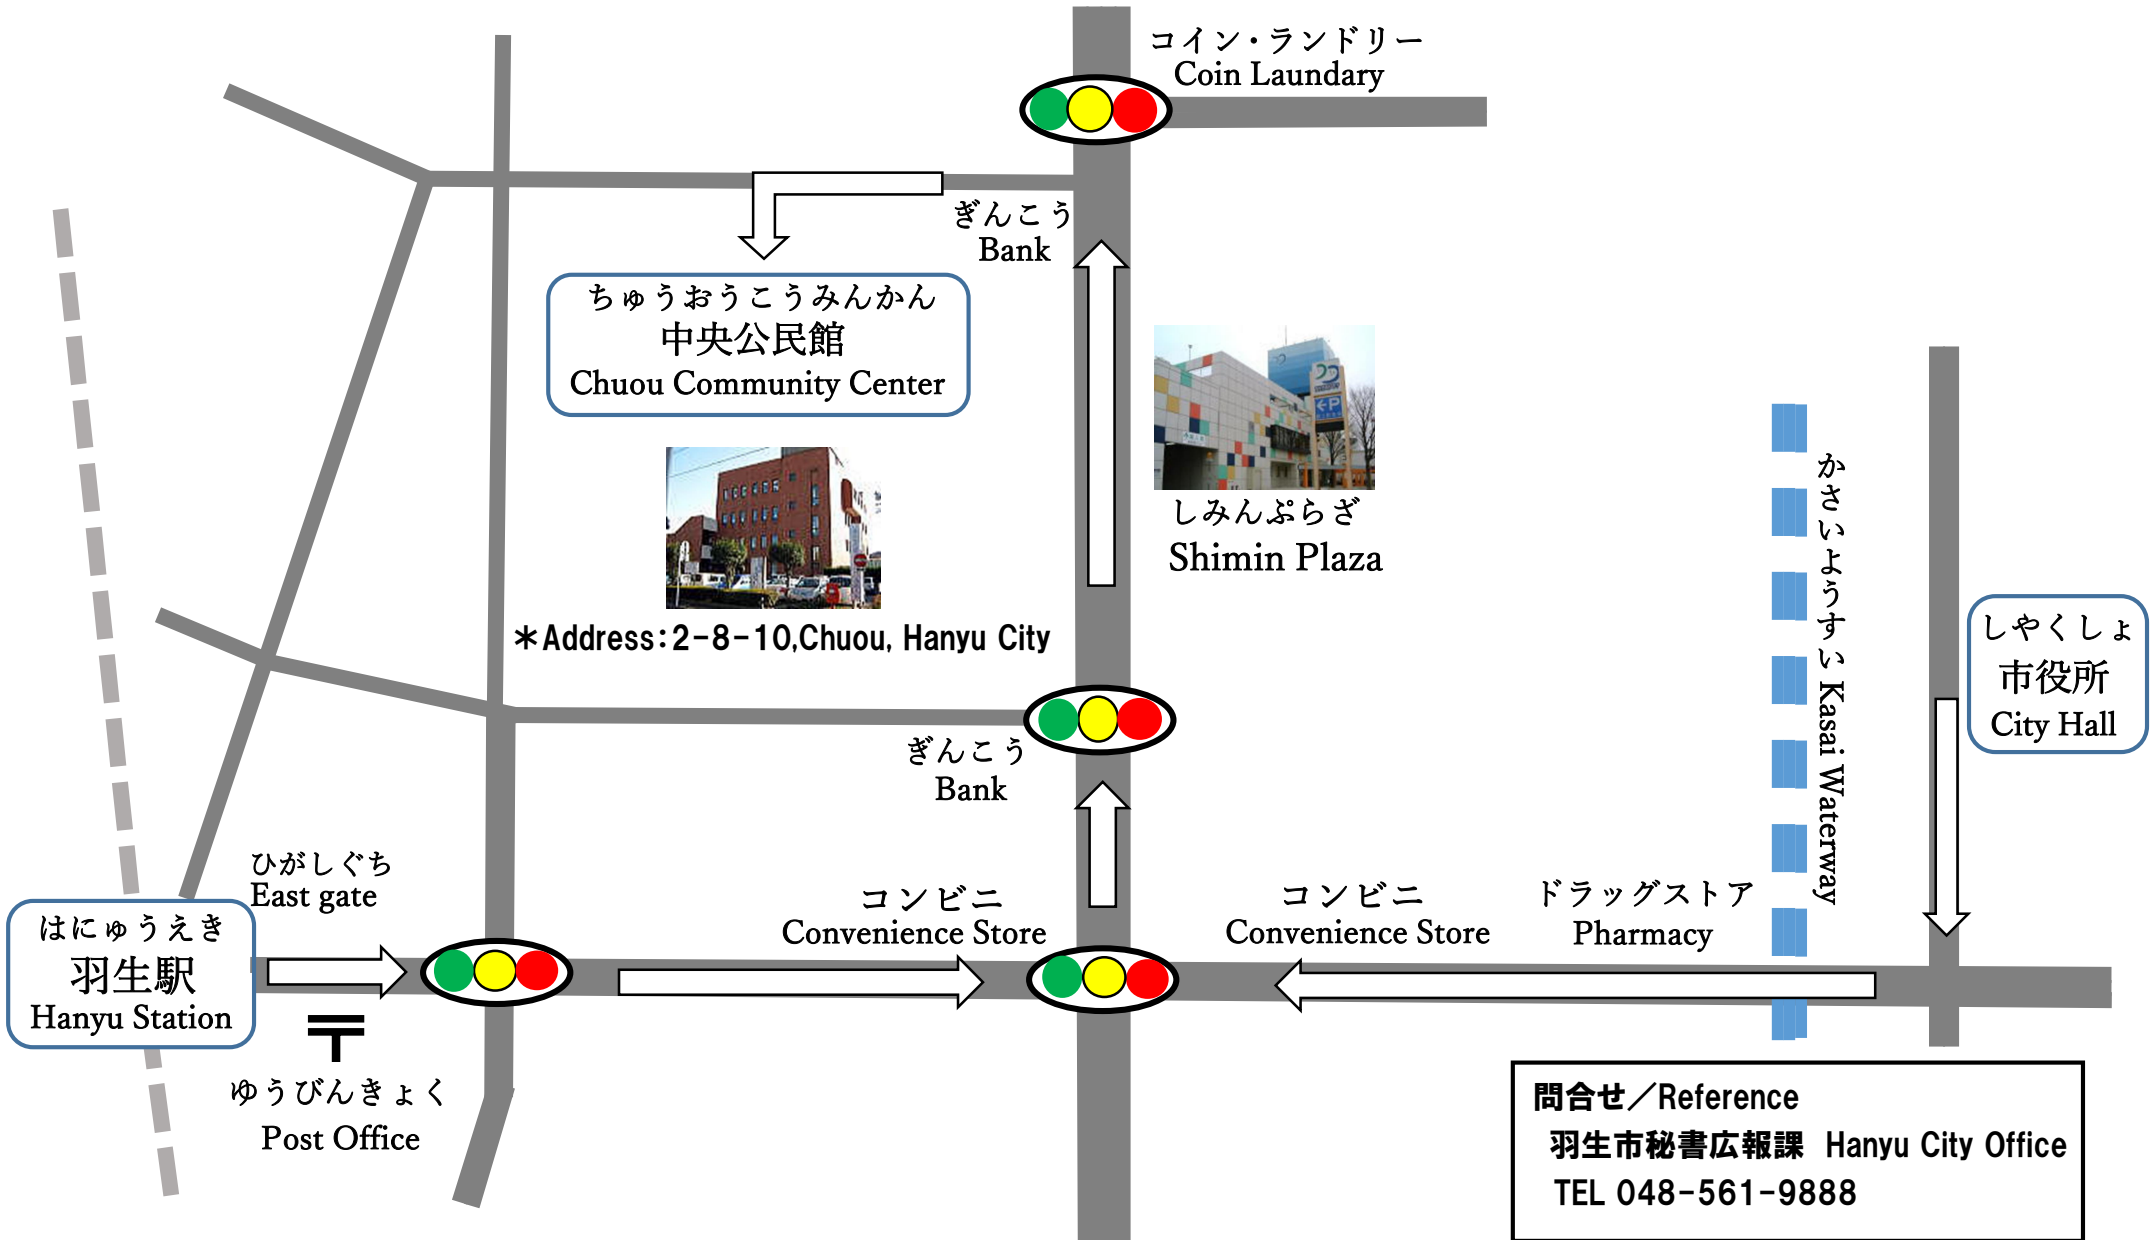 コイン・ランドリー
Coin Laundary
ぎんこう
Bank
ちゅうおうこうみんかん
中央公民館
Chuou Community Center
P
しみんぷらざ
Shimin Plaza
＊Address：2-8-10,Chuou, Hanyu City
かさいようすい Kasai Waterway
しやくしょ
市役所
City Hall
ぎんこう
Bank
ひがしぐち
East gate
コンビニ
Convenience Store
コンビニ
Convenience Store
ドラッグストア
Pharmacy
はにゅうえき
羽生駅
Hanyu Station
〒
ゆうびんきょく
Post Office
問合せ／Reference
羽生市秘書広報課 Hanyu City Office
TEL 048-561-9888